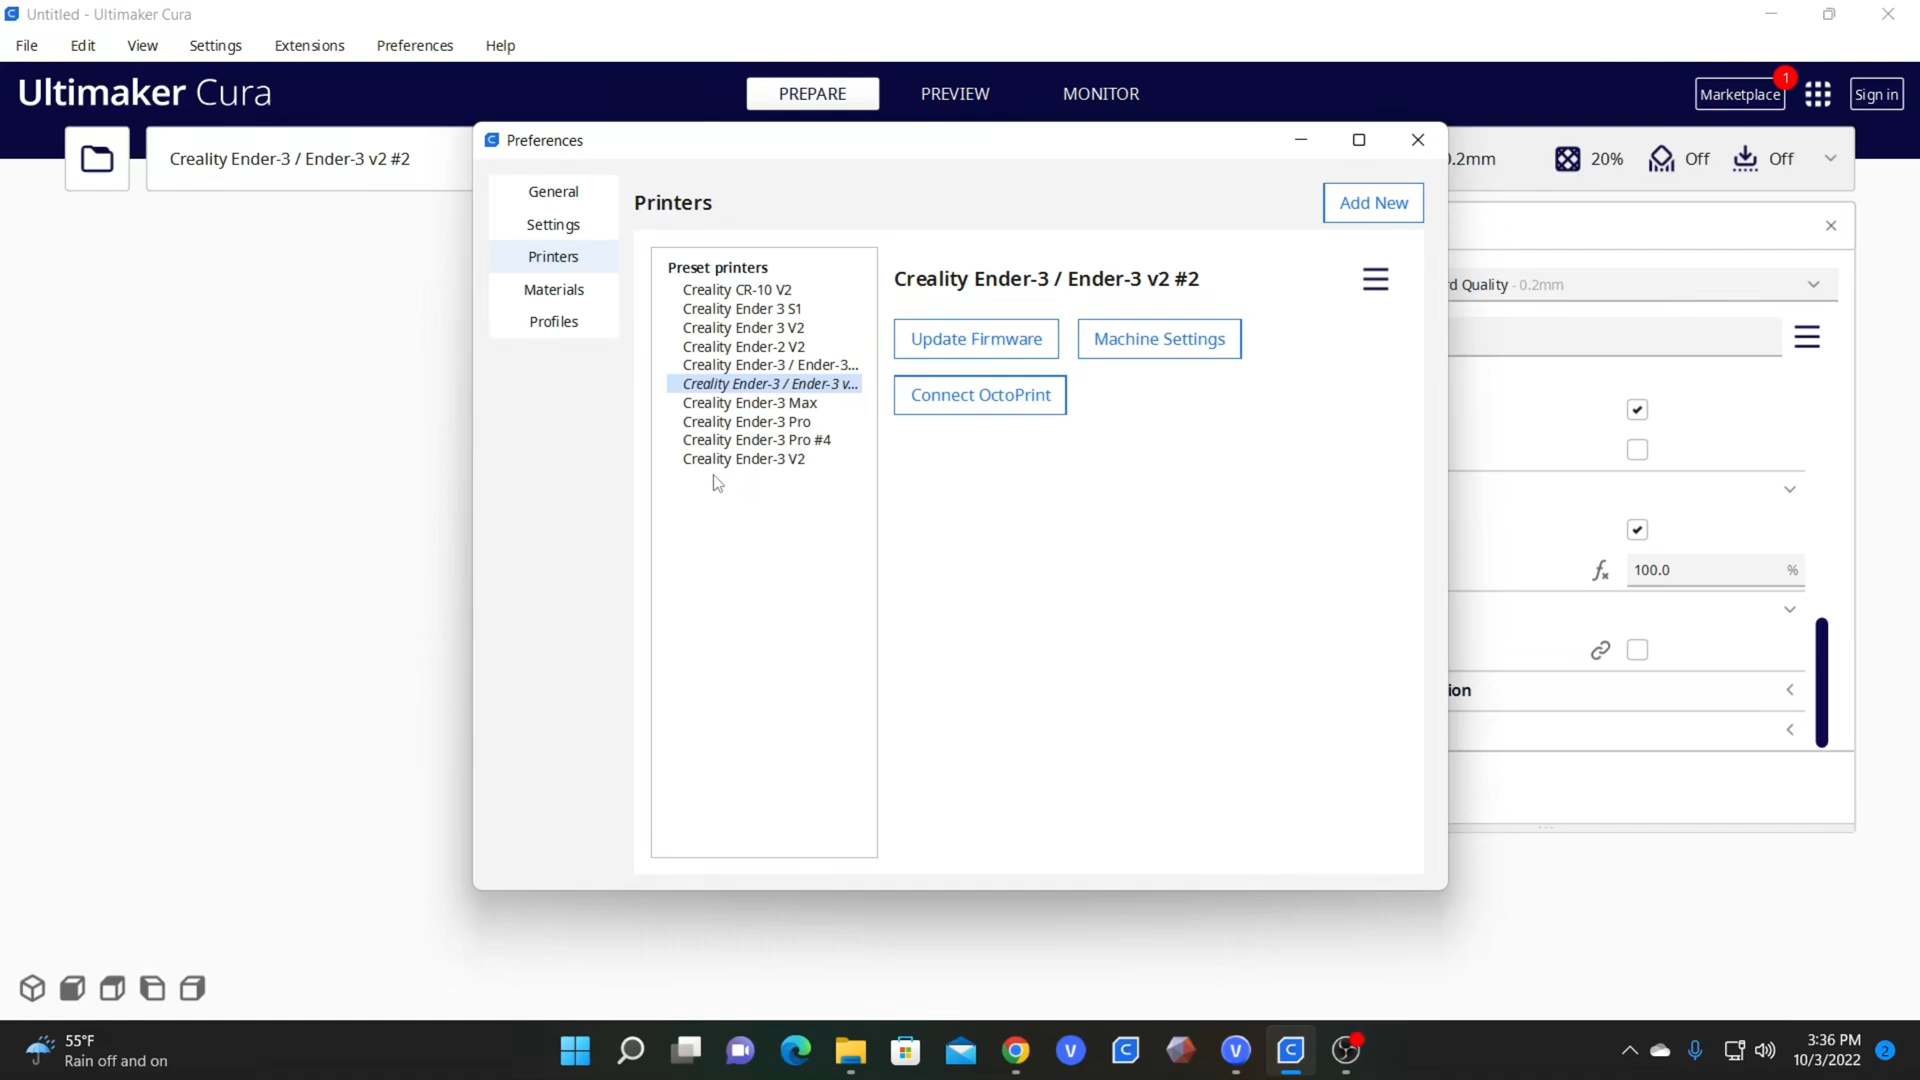 Untitled - Ultimaker Cura
File Edit View Settings Extensions Preferences Help
Ultimaker Cura
PREPARE PREVIEW MONITOR
Marketplace 1 Sign in
Creality Ender-3 / Ender-3 v2 #2
.2mm 20% Off Off
Preferences
General
Settings
Printers
Materials
Profiles
Printers
Add New
Preset printers
Creality CR-10 V2
Creality Ender 3 S1
Creality Ender 3 V2
Creality Ender-2 V2
Creality Ender-3 / Ender-3...
Creality Ender-3 / Ender-3 v...
Creality Ender-3 Max
Creality Ender-3 Pro
Creality Ender-3 Pro #4
Creality Ender-3 V2
Creality Ender-3 / Ender-3 v2 #2
Update Firmware Machine Settings
Connect OctoPrint
d Quality - 0.2mm
fx 100.0 %
ion
55°F
Rain off and on
3:36 PM
10/3/2022
2